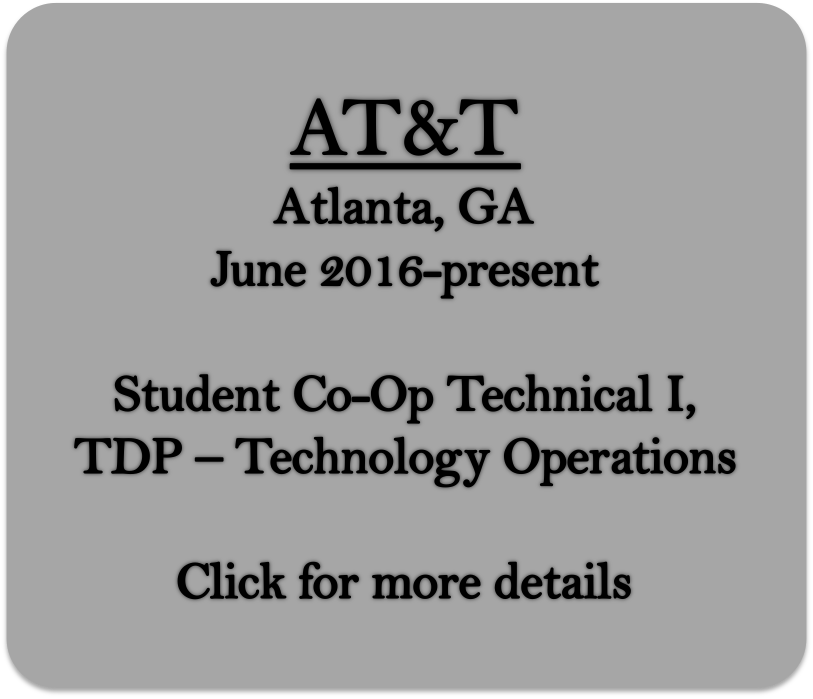 AT&T
Atlanta, GA
June 2016-present
Student Co-Op Technical I,
TDP – Technology Operations
Click for more details